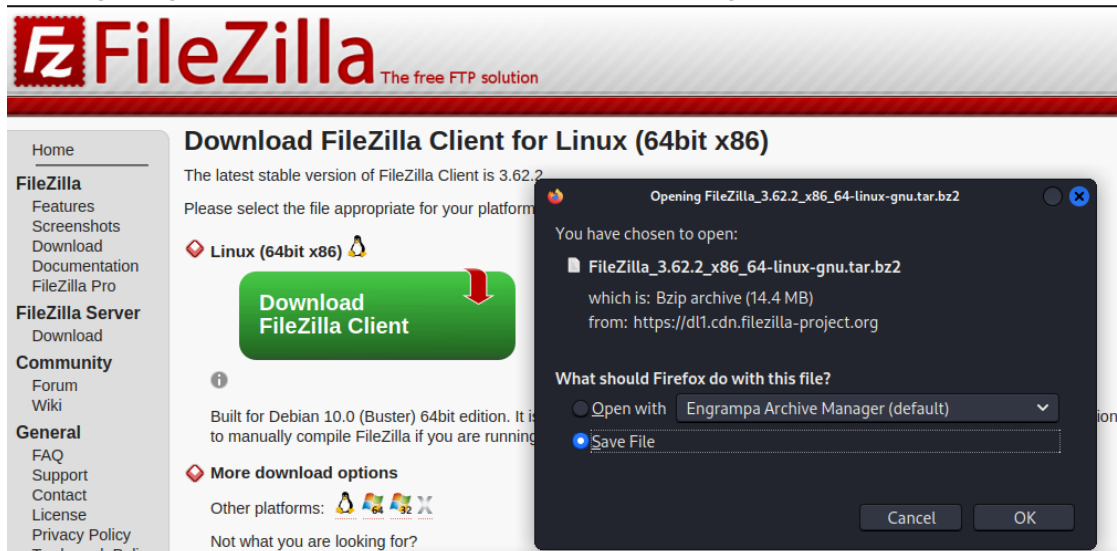 Fz FileZilla The free FTP solution
Home
FileZilla
Features
Screenshots
Download
Documentation
FileZilla Pro
FileZilla Server
Download
Community
Forum
Wiki
General
FAQ
Support
Contact
License
Privacy Policy
Download FileZilla Client for Linux (64bit x86)
The latest stable version of FileZilla Client is 3.62.2
Please select the file appropriate for your platform
Linux (64bit x86)
Download
FileZilla Client
Built for Debian 10.0 (Buster) 64bit edition. It
to manually compile FileZilla if you are running
More download options
Other platforms: 64 32
Not what you are looking for?
Opening FileZilla_3.62.2_x86_64-linux-gnu.tar.bz2
You have chosen to open:
FileZilla_3.62.2_x86_64-linux-gnu.tar.bz2
which is: Bzip archive (14.4 MB)
from: https://dl1.cdn.filezilla-project.org
What should Firefox do with this file?
Open with Engrampa Archive Manager (default)
Save File
Cancel OK